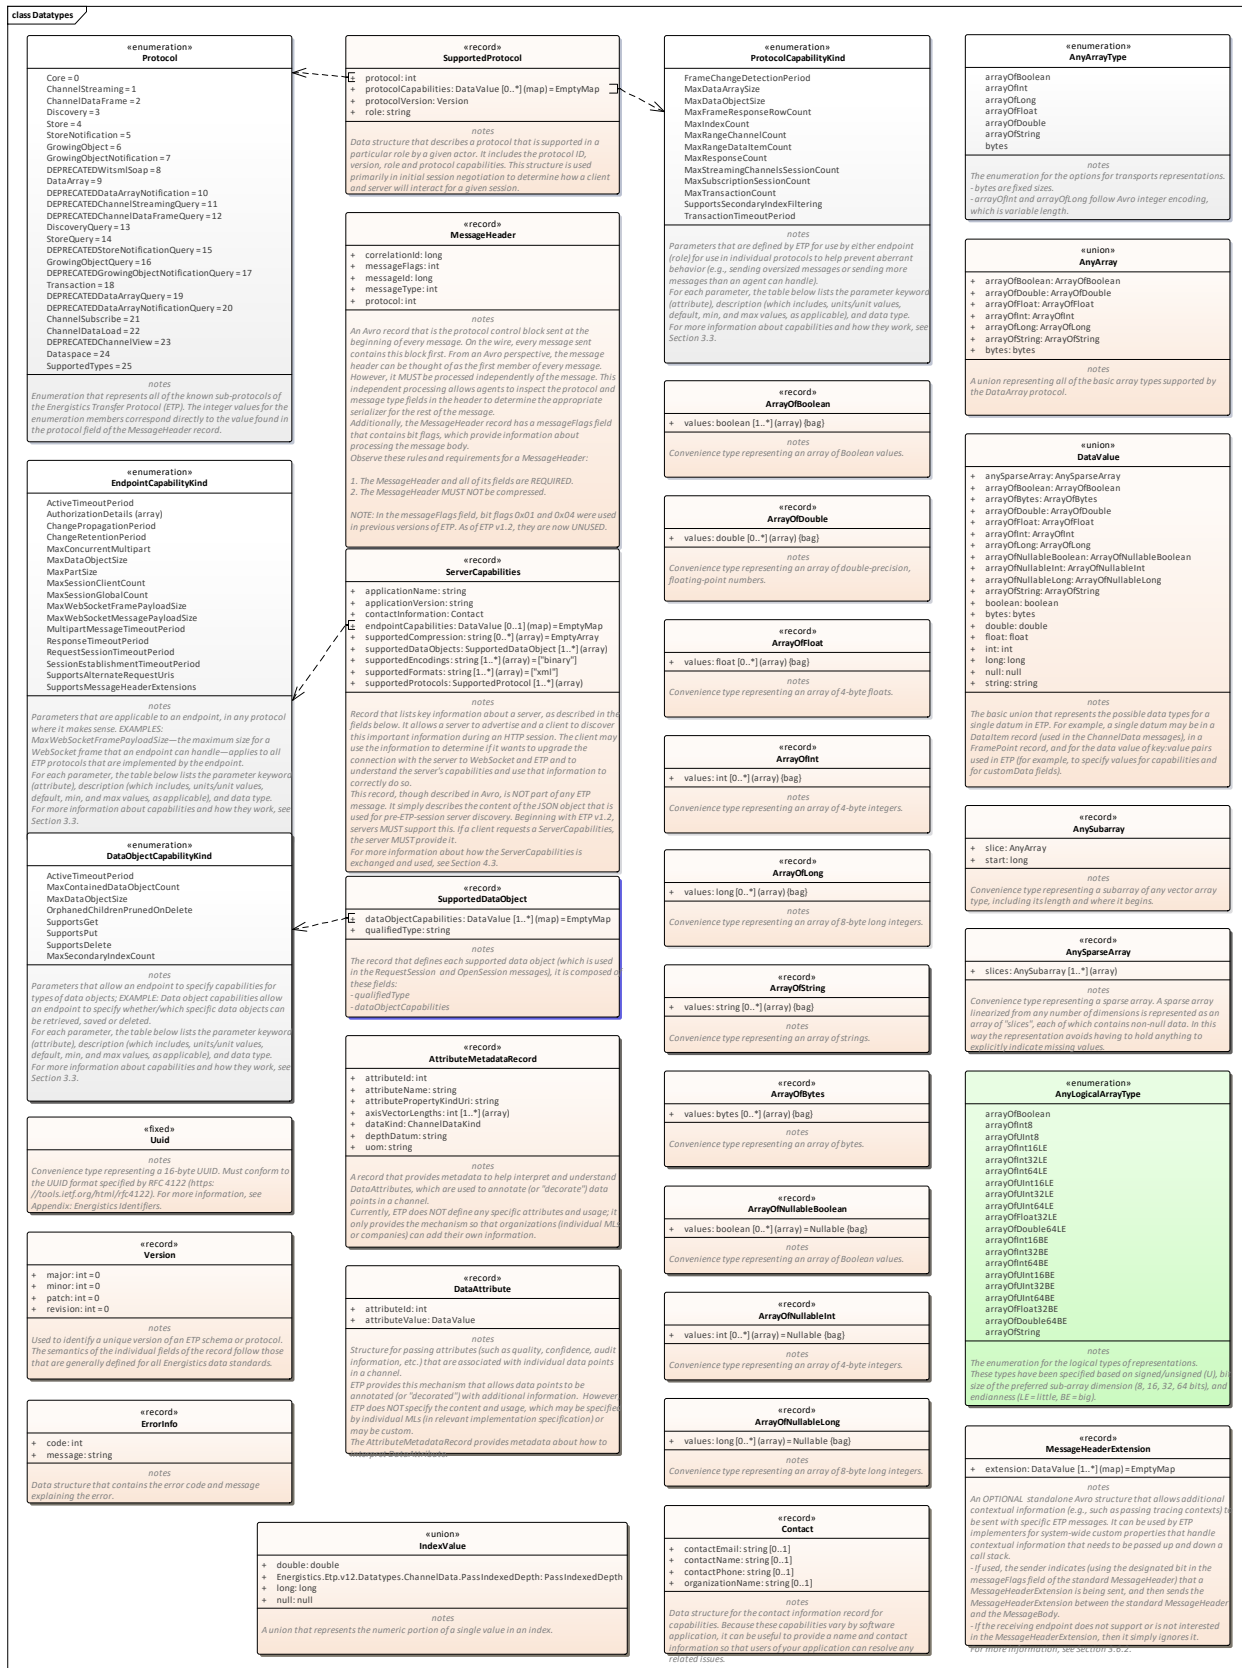 class Datatypes
«enumeration»
Protocol
Core = 0
ChannelStreaming = 1
ChannelDataFrame = 2
Discovery = 3
Store = 4
StoreNotification = 5
GrowingObject = 6
GrowingObjectNotification = 7
DEPRECATEDWitsmlSoap = 8
DataArray = 9
DEPRECATEDDataArrayNotification = 10
DEPRECATEDChannelStreamingQuery = 11
DEPRECATEDChannelDataFrameQuery = 12
DiscoveryQuery = 13
StoreQuery = 14
DEPRECATEDStoreNotificationQuery = 15
GrowingObjectQuery = 16
DEPRECATEDGrowingObjectNotificationQuery = 17
Transaction = 18
DEPRECATEDDataArrayQuery = 19
DEPRECATEDDataArrayNotificationQuery = 20
ChannelSubscribe = 21
ChannelDataLoad = 22
DEPRECATEDChannelView = 23
Dataspace = 24
SupportedTypes = 25
notes
Enumeration that represents all of the known sub-protocols of
the Energistics Transfer Protocol (ETP). The integer values for the
enumeration members correspond directly to the value found in
the protocol field of the MessageHeader record.
«enumeration»
EndpointCapabilityKind
ActiveTimeoutPeriod
AuthorizationDetails (array)
ChangePropagationPeriod
ChangeRetentionPeriod
MaxConcurrentMultipart
MaxDataObjectSize
MaxPartSize
MaxSessionClientCount
MaxSessionGlobalCount
MaxWebSocketFramePayloadSize
MaxWebSocketMessagePayloadSize
MultipartMessageTimeoutPeriod
ResponseTimeoutPeriod
RequestSessionTimeoutPeriod
SessionEstablishmentTimeoutPeriod
SupportsAlternateRequestUris
SupportsMessageHeaderExtensions
notes
Parameters that are applicable to an endpoint, in any protocol
where it makes sense. EXAMPLES:
MaxWebSocketFramePayloadSize—the maximum size for a
WebSocket frame that an endpoint can handle—applies to all
ETP protocols that are implemented by the endpoint.
For each parameter, the table below lists the parameter keyword
(attribute), description (which includes, units/unit values,
default, min, and max values, as applicable), and data type.
For more information about capabilities and how they work, see
Section 3.3.
«enumeration»
DataObjectCapabilityKind
ActiveTimeoutPeriod
MaxContainedDataObjectCount
MaxDataObjectSize
OrphanedChildrenPrunedOnDelete
SupportsGet
SupportsPut
SupportsDelete
MaxSecondaryIndexCount
notes
Parameters that allow an endpoint to specify capabilities for
types of data objects; EXAMPLE: Data object capabilities allow
an endpoint to specify whether/which specific data objects can
be retrieved, saved or deleted.
For each parameter, the table below lists the parameter keyword
(attribute), description (which includes, units/unit values,
default, min, and max values, as applicable), and data type.
For more information about capabilities and how they work, see
Section 3.3.
«fixed»
Uuid
notes
Convenience type representing a 16-byte UUID. Must conform to
the UUID format specified by RFC 4122 (https:
//tools.ietf.org/html/rfc4122). For more information, see
Appendix: Energistics Identifiers.
«record»
Version
+ major: int = 0
+ minor: int = 0
+ patch: int = 0
+ revision: int = 0
notes
Used to identify a unique version of an ETP schema or protocol.
The semantics of the individual fields of the record follow those
that are generally defined for all Energistics data standards.
«record»
ErrorInfo
+ code: int
+ message: string
notes
Data structure that contains the error code and message
explaining the error.
«record»
SupportedProtocol
+ protocol: int
+ protocolCapabilities: DataValue [0..*] (map) = EmptyMap
+ protocolVersion: Version
+ role: string
notes
Data structure that describes a protocol that is supported in a
particular role by a given actor. It includes the protocol ID,
version, role and protocol capabilities. This structure is used
primarily in initial session negotiation to determine how a client
and server will interact for a given session.
«record»
MessageHeader
+ correlationId: long
+ messageFlags: int
+ messageId: long
+ messageType: int
+ protocol: int
notes
An Avro record that is the protocol control block sent at the
beginning of every message. On the wire, every message sent
contains this block first. From an Avro perspective, the message
header can be thought of as the first member of every message.
However, it MUST be processed independently of the message. This
independent processing allows agents to inspect the protocol and
message type fields in the header to determine the appropriate
serializer for the rest of the message.
Additionally, the MessageHeader record has a messageFlags field
that contains bit flags, which provide information about
processing the message body.
Observe these rules and requirements for a MessageHeader:
1. The MessageHeader and all of its fields are REQUIRED.
2. The MessageHeader MUST NOT be compressed.
NOTE: In the messageFlags field, bit flags 0x01 and 0x04 were used
in previous versions of ETP. As of ETP v1.2, they are now UNUSED.
«record»
ServerCapabilities
+ applicationName: string
+ applicationVersion: string
+ contactInformation: Contact
+ endpointCapabilities: DataValue [0..1] (map) = EmptyMap
+ supportedCompression: string [0..*] (array) = EmptyArray
+ supportedDataObjects: SupportedDataObject [1..*] (array)
+ supportedEncodings: string [1..*] (array) = ["binary"]
+ supportedFormats: string [1..*] (array) = ["xml"]
+ supportedProtocols: SupportedProtocol [1..*] (array)
notes
Record that lists key information about a server, as described in the
fields below. It allows a server to advertise and a client to discover
this important information during an HTTP session. The client may
use the information to determine if it wants to upgrade the
connection with the server to WebSocket and ETP and to
understand the server's capabilities and use that information to
correctly do so.
This record, though described in Avro, is NOT part of any ETP
message. It simply describes the content of the JSON object that is
used for pre-ETP-session server discovery. Beginning with ETP v1.2,
servers MUST support this. If a client requests a ServerCapabilities,
the server MUST provide it.
For more information about how the ServerCapabilities is
exchanged and used, see Section 4.3.
«record»
SupportedDataObject
+ dataObjectCapabilities: DataValue [1..*] (map) = EmptyMap
+ qualifiedType: string
notes
The record that defines each supported data object (which is used
in the RequestSession and OpenSession messages), it is composed of
these fields:
- qualifiedType
- dataObjectCapabilities
«record»
AttributeMetadataRecord
+ attributeId: int
+ attributeName: string
+ attributePropertyKindUri: string
+ axisVectorLengths: int [1..*] (array)
+ dataKind: ChannelDataKind
+ depthDatum: string
+ uom: string
notes
A record that provides metadata to help interpret and understand
DataAttributes, which are used to annotate (or "decorate") data
points in a channel.
Currently, ETP does NOT define any specific attributes and usage; it
only provides the mechanism so that organizations (individual MLs
or companies) can add their own information.
«record»
DataAttribute
+ attributeId: int
+ attributeValue: DataValue
notes
Structure for passing attributes (such as quality, confidence, audit
information, etc.) that are associated with individual data points
in a channel.
ETP provides this mechanism that allows data points to be
annotated (or "decorated") with additional information. However,
ETP does NOT specify the content and usage, which may be specified
by individual MLs (in relevant implementation specification) or
may be custom.
The AttributeMetadataRecord provides metadata about how to
interpret DataAttribute.
«union»
IndexValue
+ double: double
+ Energistics.Etp.v12.Datatypes.ChannelData.PassIndexedDepth: PassIndexedDepth
+ long: long
+ null: null
notes
A union that represents the numeric portion of a single value in an index.
«enumeration»
ProtocolCapabilityKind
FrameChangeDetectionPeriod
MaxDataArraySize
MaxDataObjectSize
MaxFrameResponseRowCount
MaxIndexCount
MaxRangeChannelCount
MaxRangeDataItemCount
MaxResponseCount
MaxStreamingChannelsSessionCount
MaxSubscriptionSessionCount
MaxTransactionCount
SupportsSecondaryIndexFiltering
TransactionTimeoutPeriod
notes
Parameters that are defined by ETP for use by either endpoint
(role) for use in individual protocols to help prevent aberrant
behavior (e.g., sending oversized messages or sending more
messages than an agent can handle).
For each parameter, the table below lists the parameter keyword
(attribute), description (which includes, units/unit values,
default, min, and max values, as applicable), and data type.
For more information about capabilities and how they work, see
Section 3.3.
«record»
ArrayOfBoolean
+ values: boolean [1..*] (array) {bag}
notes
Convenience type representing an array of Boolean values.
«record»
ArrayOfDouble
+ values: double [0..*] (array) {bag}
notes
Convenience type representing an array of double-precision,
floating-point numbers.
«record»
ArrayOfFloat
+ values: float [0..*] (array) {bag}
notes
Convenience type representing an array of 4-byte floats.
«record»
ArrayOfInt
+ values: int [0..*] (array) {bag}
notes
Convenience type representing an array of 4-byte integers.
«record»
ArrayOfLong
+ values: long [0..*] (array) {bag}
notes
Convenience type representing an array of 8-byte long integers.
«record»
ArrayOfString
+ values: string [0..*] (array) {bag}
notes
Convenience type representing an array of strings.
«record»
ArrayOfBytes
+ values: bytes [0..*] (array) {bag}
notes
Convenience type representing an array of bytes.
«record»
ArrayOfNullableBoolean
+ values: boolean [0..*] (array) = Nullable {bag}
notes
Convenience type representing an array of Boolean values.
«record»
ArrayOfNullableInt
+ values: int [0..*] (array) = Nullable {bag}
notes
Convenience type representing an array of 4-byte integers.
«record»
ArrayOfNullableLong
+ values: long [0..*] (array) = Nullable {bag}
notes
Convenience type representing an array of 8-byte long integers.
«record»
Contact
+ contactEmail: string [0..1]
+ contactName: string [0..1]
+ contactPhone: string [0..1]
+ organizationName: string [0..1]
notes
Data structure for the contact information record for
capabilities. Because these capabilities vary by software
application, it can be useful to provide a name and contact
information so that users of your application can resolve any
related issues.
«enumeration»
AnyArrayType
arrayOfBoolean
arrayOfInt
arrayOfLong
arrayOfFloat
arrayOfDouble
arrayOfString
bytes
notes
The enumeration for the options for transports representations.
- bytes are fixed sizes.
- arrayOfInt and arrayOfLong follow Avro integer encoding,
which is variable length.
«union»
AnyArray
+ arrayOfBoolean: ArrayOfBoolean
+ arrayOfDouble: ArrayOfDouble
+ arrayOfFloat: ArrayOfFloat
+ arrayOfInt: ArrayOfInt
+ arrayOfLong: ArrayOfLong
+ arrayOfString: ArrayOfString
+ bytes: bytes
notes
A union representing all of the basic array types supported by
the DataArray protocol.
«union»
DataValue
+ anySparseArray: AnySparseArray
+ arrayOfBoolean: ArrayOfBoolean
+ arrayOfBytes: ArrayOfBytes
+ arrayOfDouble: ArrayOfDouble
+ arrayOfFloat: ArrayOfFloat
+ arrayOfInt: ArrayOfInt
+ arrayOfLong: ArrayOfLong
+ arrayOfNullableBoolean: ArrayOfNullableBoolean
+ arrayOfNullableInt: ArrayOfNullableInt
+ arrayOfNullableLong: ArrayOfNullableLong
+ arrayOfString: ArrayOfString
+ boolean: boolean
+ bytes: bytes
+ double: double
+ float: float
+ int: int
+ long: long
+ null: null
+ string: string
notes
The basic union that represents the possible data types for a
single datum in ETP. For example, a single datum may be in a
DataItem record (used in the ChannelData messages), in a
FramePoint record, and for the data value of key:value pairs
used in ETP (for example, to specify values for capabilities and
for customData fields).
«record»
AnySubarray
+ slice: AnyArray
+ start: long
notes
Convenience type representing a subarray of any vector array
type, including its length and where it begins.
«record»
AnySparseArray
+ slices: AnySubarray [1..*] (array)
notes
Convenience type representing a sparse array. A sparse array
linearized from any number of dimensions is represented as an
array of "slices", each of which contains non-null data. In this
way the representation avoids having to hold anything to
explicitly indicate missing values.
«enumeration»
AnyLogicalArrayType
arrayOfBoolean
arrayOfInt8
arrayOfUInt8
arrayOfInt16LE
arrayOfInt32LE
arrayOfInt64LE
arrayOfUInt16LE
arrayOfUInt32LE
arrayOfUInt64LE
arrayOfFloat32LE
arrayOfDouble64LE
arrayOfInt16BE
arrayOfInt32BE
arrayOfInt64BE
arrayOfUInt16BE
arrayOfUInt32BE
arrayOfUInt64BE
arrayOfFloat32BE
arrayOfDouble64BE
arrayOfString
notes
The enumeration for the logical types of representations.
These types have been specified based on signed/unsigned (U), bit
size of the preferred sub-array dimension (8, 16, 32, 64 bits), and
endianness (LE = little, BE = big).
«record»
MessageHeaderExtension
+ extension: DataValue [1..*] (map) = EmptyMap
notes
An OPTIONAL standalone Avro structure that allows additional
contextual information (e.g., such as passing tracing contexts) to
be sent with specific ETP messages. It can be used by ETP
implementers for system-wide custom properties that handle
contextual information that needs to be passed up and down a
call stack.
- If used, the sender indicates (using the designated bit in the
messageFlags field of the standard MessageHeader) that a
MessageHeaderExtension is being sent, and then sends the
MessageHeaderExtension between the standard MessageHeader
and the MessageBody.
- If the receiving endpoint does not support or is not interested
in the MessageHeaderExtension, then it simply ignores it.
For more information, see Section 3.6.2.